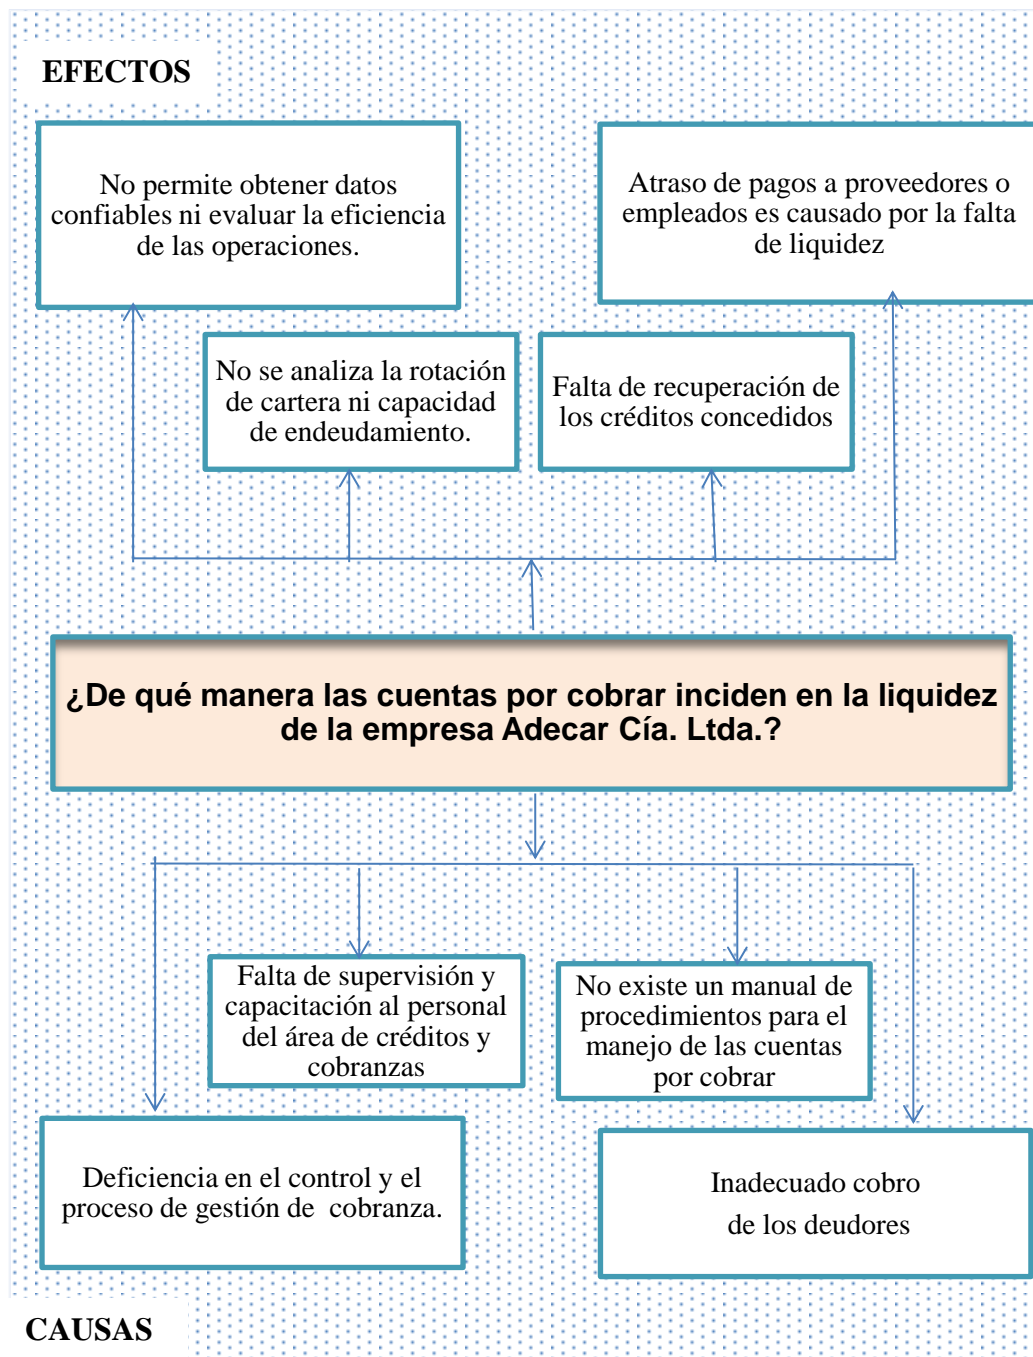 EFECTOS
No permite obtener datos
confiables ni evaluar la eficiencia
de las operaciones.
Atraso de pagos a proveedores o
empleados es causado por la falta
de liquidez
No se analiza la rotación
de cartera ni capacidad
de endeudamiento.
Falta de recuperación de
los créditos concedidos
¿De qué manera las cuentas por cobrar inciden en la liquidez
de la empresa Adecar Cía. Ltda.?
Falta de supervisión y
capacitación al personal
del área de créditos y
cobranzas
No existe un manual de
procedimientos para el
manejo de las cuentas
por cobrar
Deficiencia en el control y el
proceso de gestión de  cobranza.
Inadecuado cobro
de los deudores
CAUSAS